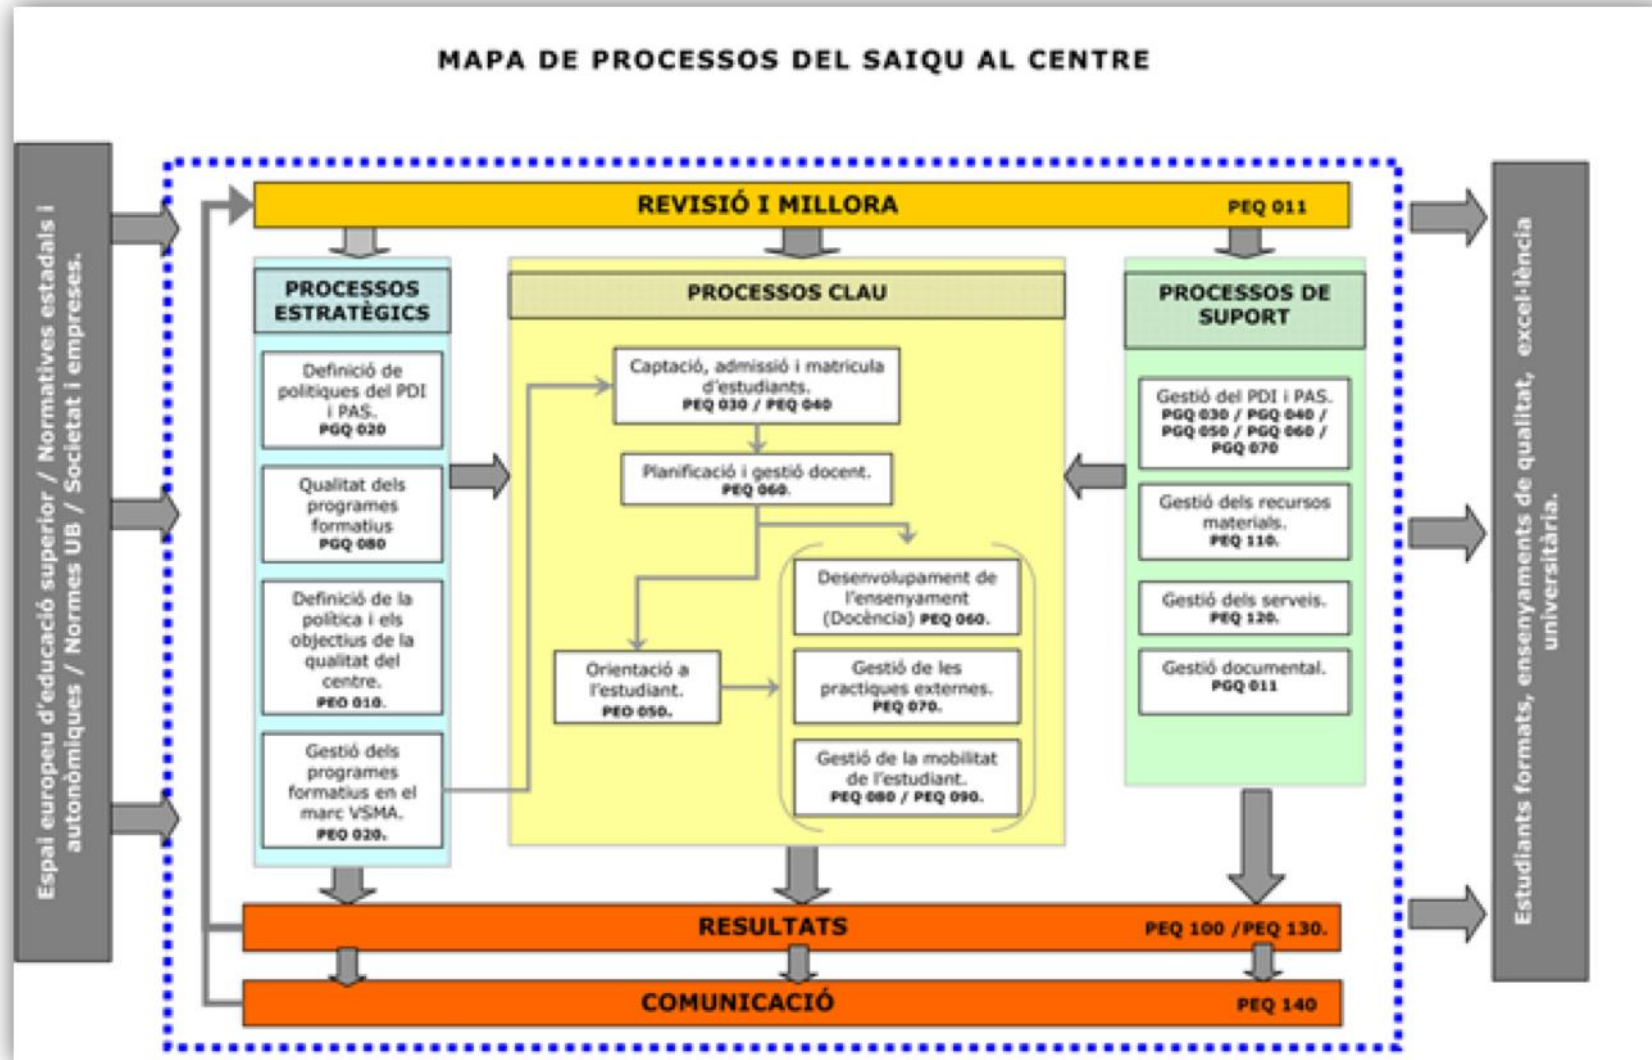 MAPA DE PROCESSOS DEL SAIQU AL CENTRE
Espai europeu d'educació superior / Normatives estadals i
autonòmiques / Normes UB / Societat i empreses.
REVISIÓ I MILLORA
PEQ 011
PROCESSOS
ESTRATÈGICS
Definició de
politiques del PDI
i PAS.
PGQ 020
Qualitat dels
programes
formatius
PGQ 080
Definició de la
política i els
objectius de la
qualitat del
centre.
PEO 010.
Gestió dels
programes
formatius en el
marc VSMA.
PEQ 020.
PROCESSOS CLAU
Captació, admissió i matricula
d'estudiants.
PEQ 030 / PEQ 040
Planificació i gestió docent.
PEQ 060.
Orientació a
l'estudiant.
PEO 050.
Desenvolupament de
l'ensenyament
(Docència) PEQ 060.
Gestió de les
practiques externes.
PEQ 070.
Gestió de la mobilitat
de l'estudiant.
PEQ 080 / PEQ 090.
PROCESSOS DE
SUPORT
Gestió del PDI i PAS.
PGQ 030 / PGQ 040 /
PGQ 050 / PGQ 060 /
PGQ 070
Gestió dels recursos
materials.
PEQ 110.
Gestió dels serveis.
PEQ 120.
Gestió documental.
PGQ 011
RESULTATS
PEQ 100 /PEQ 130.
COMUNICACIÓ
PEQ 140
Estudiants formats, ensenyaments de qualitat, excel·lència
universitària.